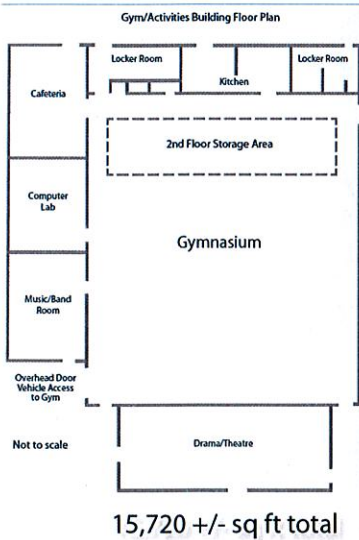 Gym/Activities Building Floor Plan
Locker Room
Kitchen
Locker Room
Cafeteria
2nd Floor Storage Area
Computer
Lab
Gymnasium
Music/Band
Room
Overhead Door
Vehicle Access
to Gym
Not to scale
Drama/Theatre
15,720 +/- sq ft total